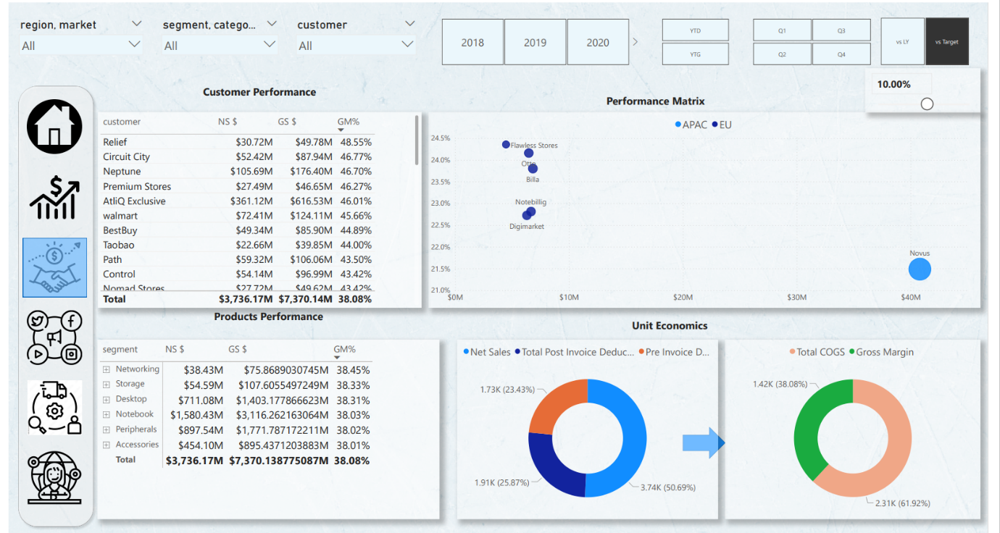 region, market
segment, catego...
customer
All
All
All
2018
2019
2020
YTD
YTG
Q1
Q3
Q2
Q4
vs LY
vs Target
10.00%
Customer Performance
customer NS $ GS $ GM%
Relief $30.72M $49.78M 48.55%
Circuit City $52.42M $87.94M 46.77%
Neptune $105.69M $176.40M 46.70%
Premium Stores $27.49M $46.65M 46.27%
AtliQ Exclusive $361.12M $616.53M 46.01%
walmart $72.41M $124.11M 45.66%
BestBuy $49.34M $85.90M 44.89%
Taobao $22.66M $39.85M 44.00%
Path $59.32M $106.06M 43.50%
Control $54.14M $96.99M 43.42%
Nomad Stores $27.72M $49.62M 43.42%
Total $3,736.17M $7,370.14M 38.08%
Performance Matrix
APAC EU
24.5%
24.0%
23.5%
23.0%
22.5%
22.0%
21.5%
21.0%
Flawless Stores
Otto
Billa
Notebillig
Digimarket
Novus
$0M $10M $20M $30M $40M
Products Performance
segment NS $ GS $ GM%
Networking $38.43M $75.8689030745M 38.45%
Storage $54.59M $107.6055497249M 38.33%
Desktop $711.08M $1,403.177866623M 38.31%
Notebook $1,580.43M $3,116.262163064M 38.03%
Peripherals $897.54M $1,771.787172211M 38.02%
Accessories $454.10M $895.4371203883M 38.01%
Total $3,736.17M $7,370.138775087M 38.08%
Unit Economics
Net Sales Total Post Invoice Deduc... Pre Invoice D...
1.73K (23.43%)
1.91K (25.87%)
3.74K (50.69%)
Total COGS Gross Margin
1.42K (38.08%)
2.31K (61.92%)